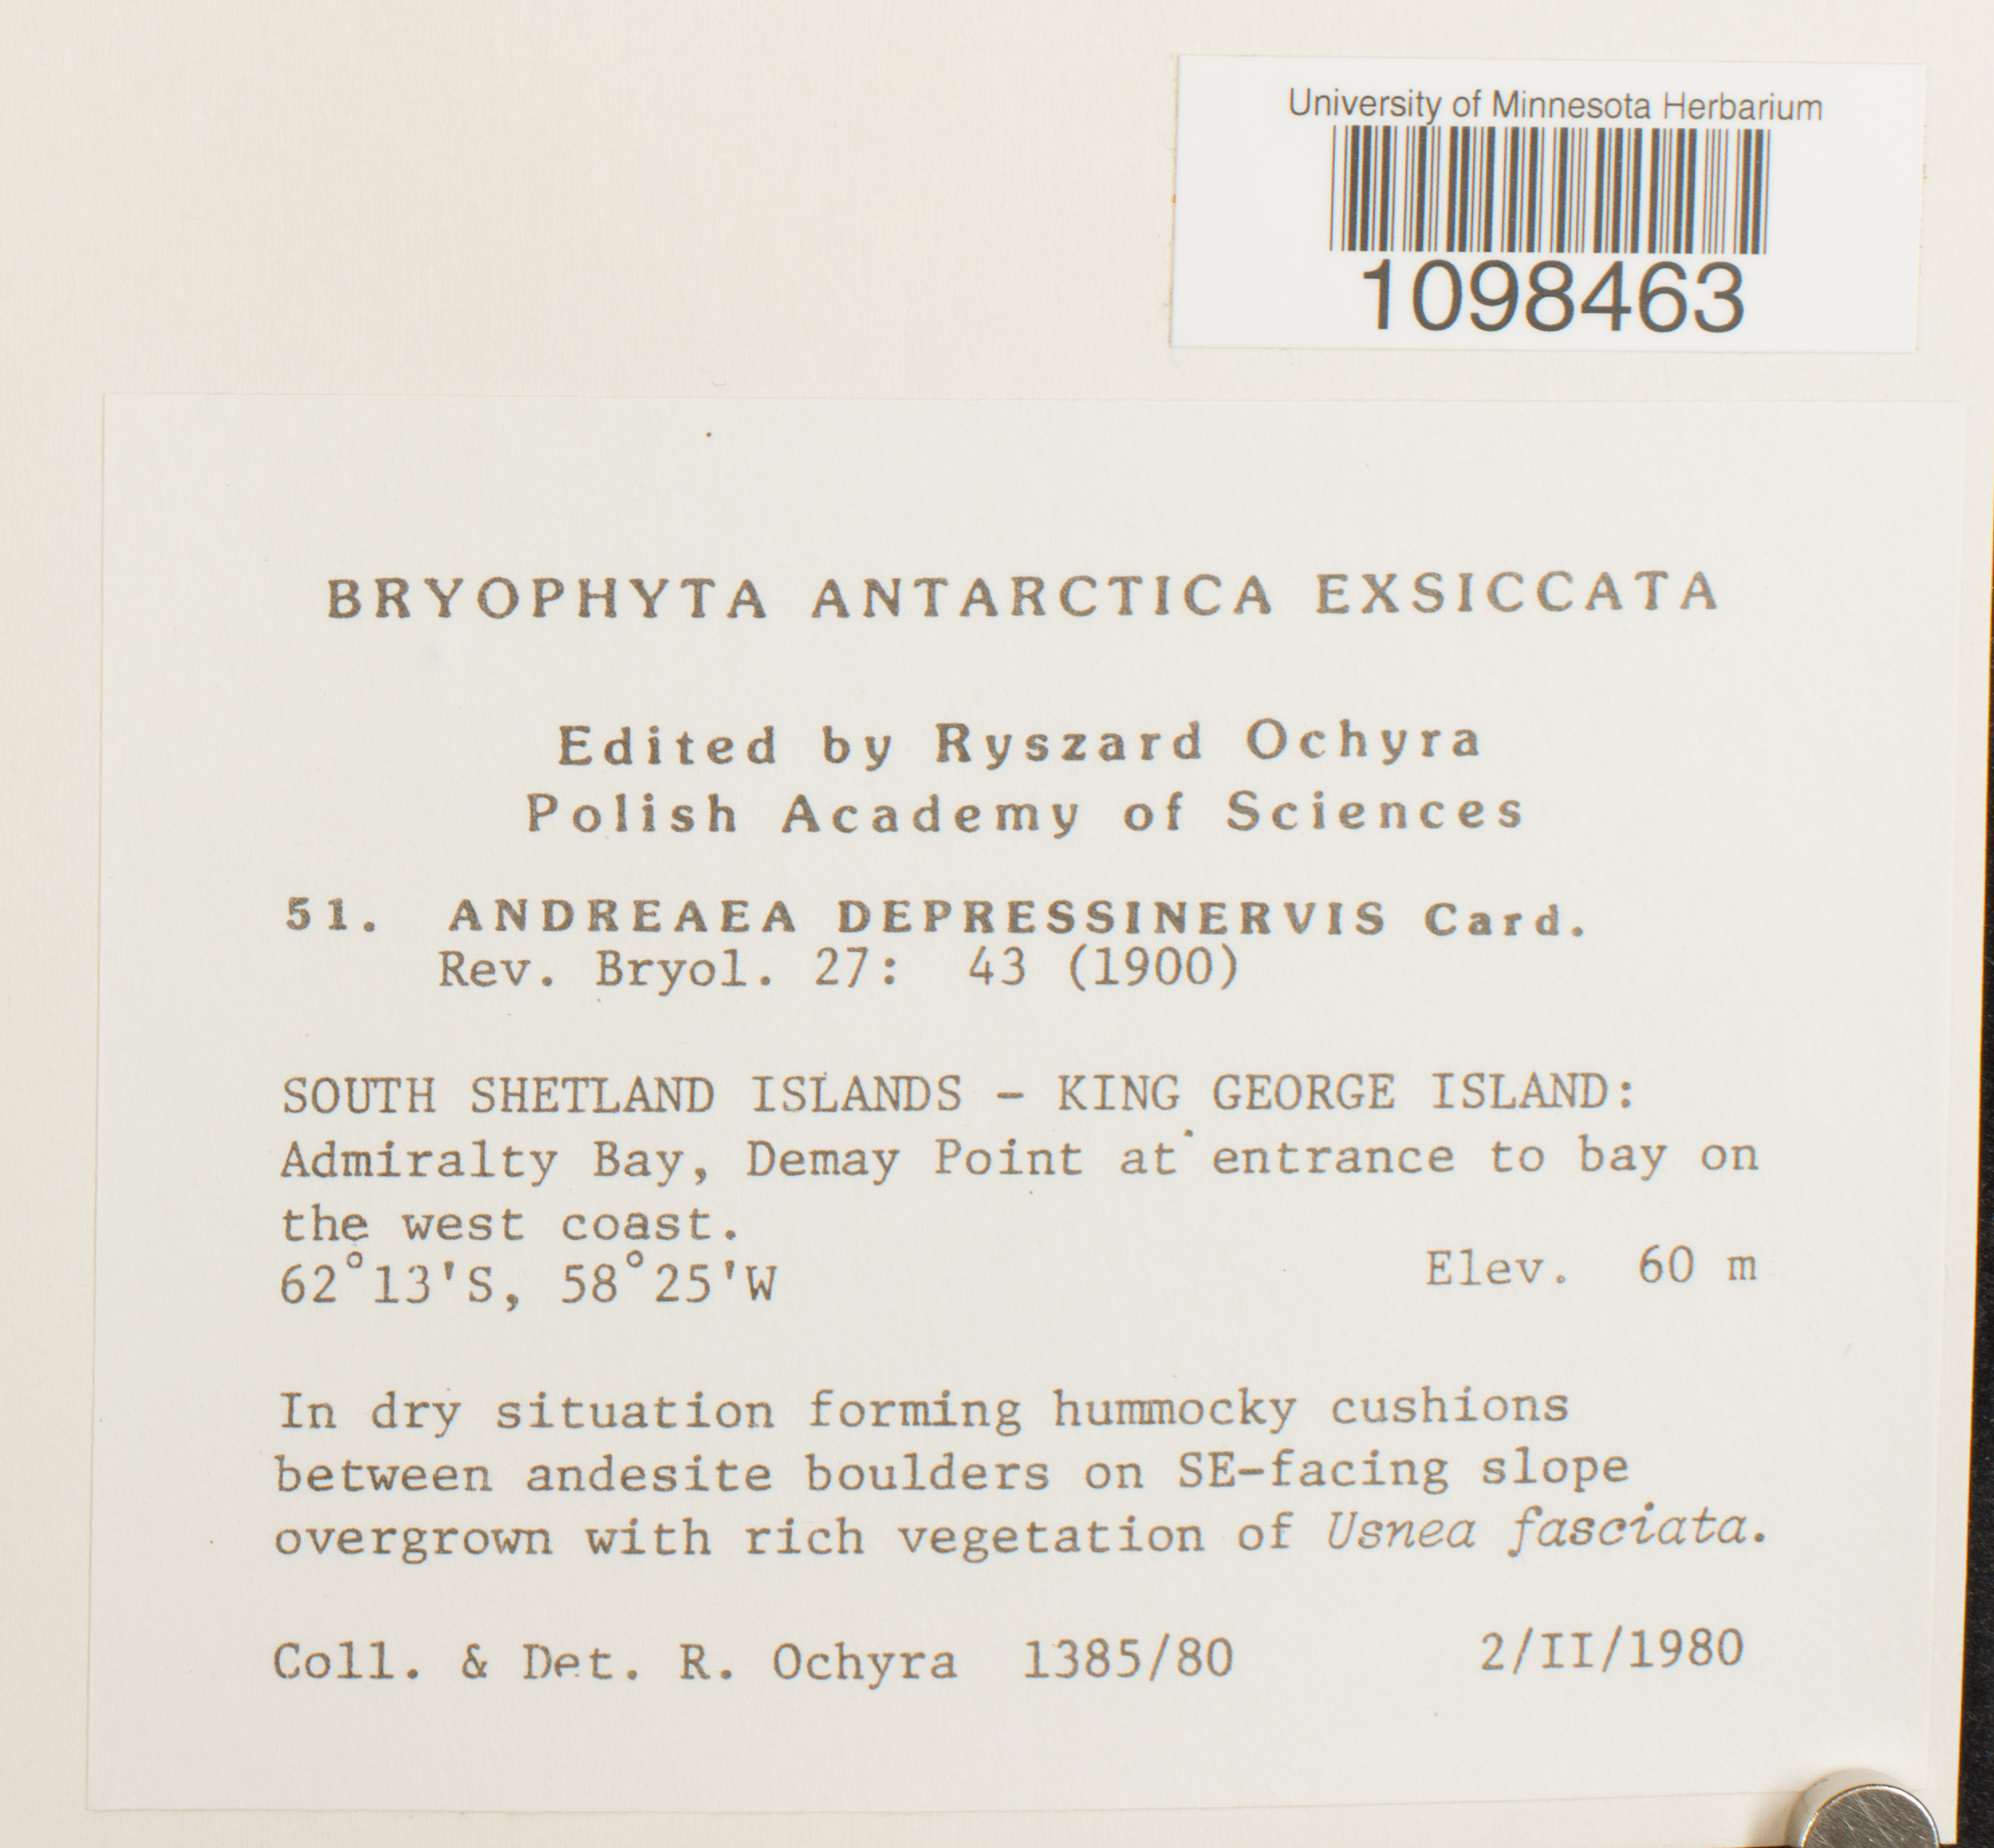 University of Minnesota Herbarium
1098463
BRYOPHYTA ANTARCTICA EXSICCATA
Edited by Ryszard Ochyra
Polish Academy of Sciences
51. ANDREAEA DEPRESSINERVIS Card.
Rev. Bryol. 27: 43 (1900)
SOUTH SHETLAND ISLANDS - KING GEORGE ISLAND:
Admiralty Bay, Demay Point at entrance to bay on
the west coast.
62°13'S, 58°25'W Elev. 60 m
In dry situation forming hummocky cushions
between andesite boulders on SE-facing slope
overgrown with rich vegetation of Usnea fasciata.
Coll. & Det. R. Ochyra 1385/80 2/II/1980